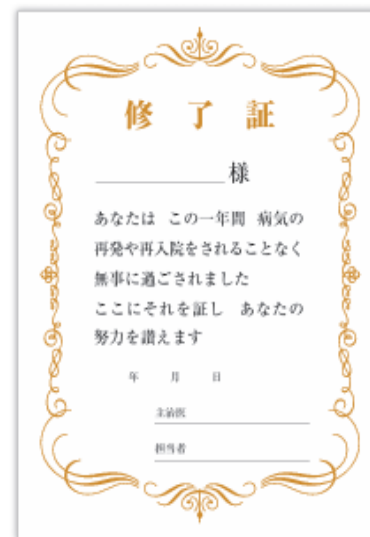 修了証
様
あなたは この一年間 病気の
再発や再入院をされることなく
無事に過ごされました
ここにそれを証し あなたの
努力を讃えます
年 月 日
主治医
担当者